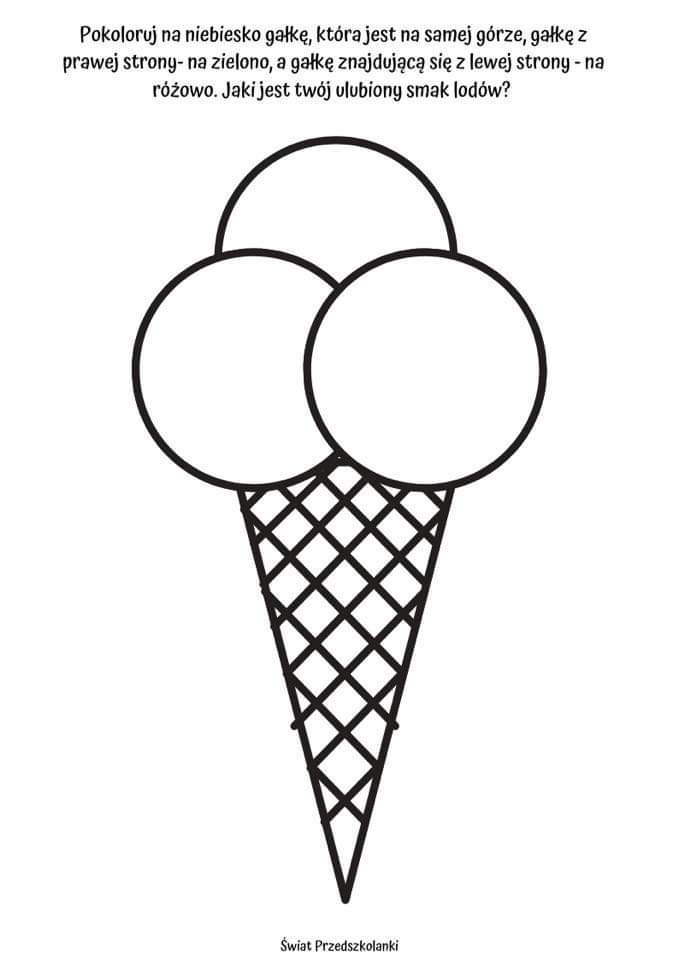 Pokoloruj na niebiesko gałkę, która jest na samej górze, gałkę z
prawej strony- na zielono, a gałkę znajdującą się z lewej strony - na
różowo. Jaki jest twój ulubiony smak lodów?
Świat Przedszkolanki